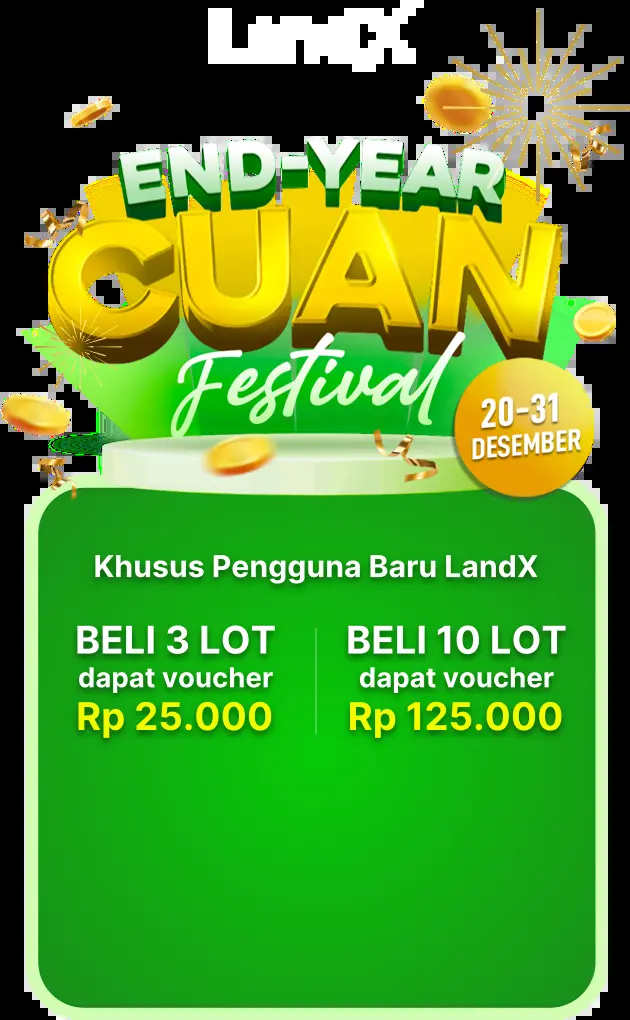 LandX
END-YEAR
CUAN
Festival
20-31
DESEMBER
Khusus Pengguna Baru LandX
BELI 3 LOT
dapat voucher
Rp 25.000
BELI 10 LOT
dapat voucher
Rp 125.000